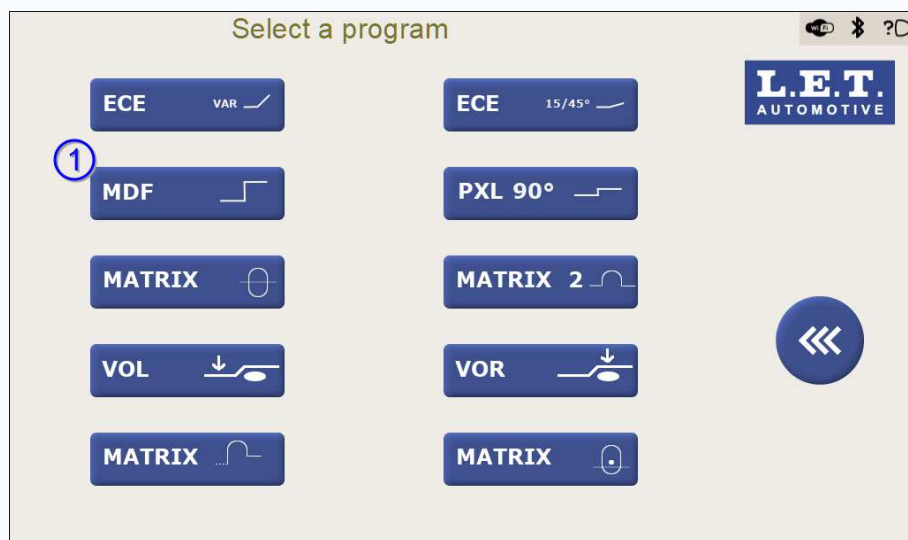 Select a program
WiFi ?
L.E.T.
AUTOMOTIVE
ECE VAR
ECE 15/45°
1
MDF
PXL 90°
MATRIX
MATRIX 2
VOL
VOR
MATRIX
MATRIX